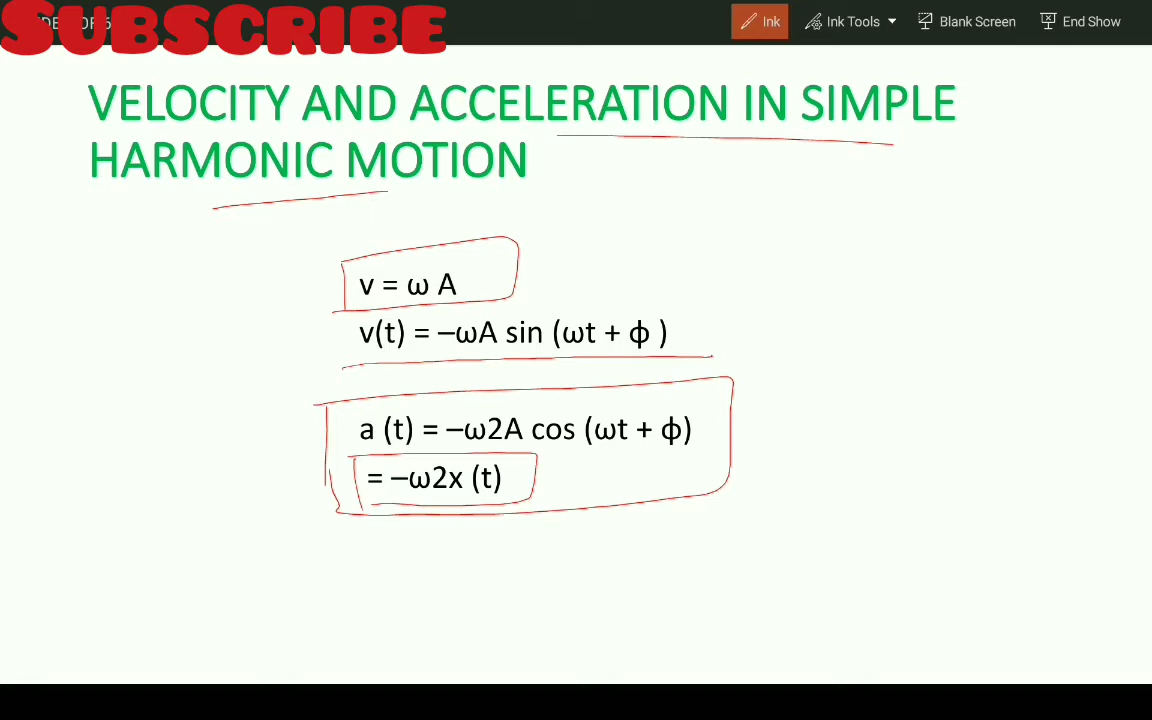 SUBSCRIBE
Ink
Ink Tools
Blank Screen
End Show
VELOCITY AND ACCELERATION IN SIMPLE
HARMONIC MOTION
v = ω A
v(t) = –ωA sin (ωt + ϕ )
a (t) = –ω2A cos (ωt + ϕ)
= –ω2x (t)